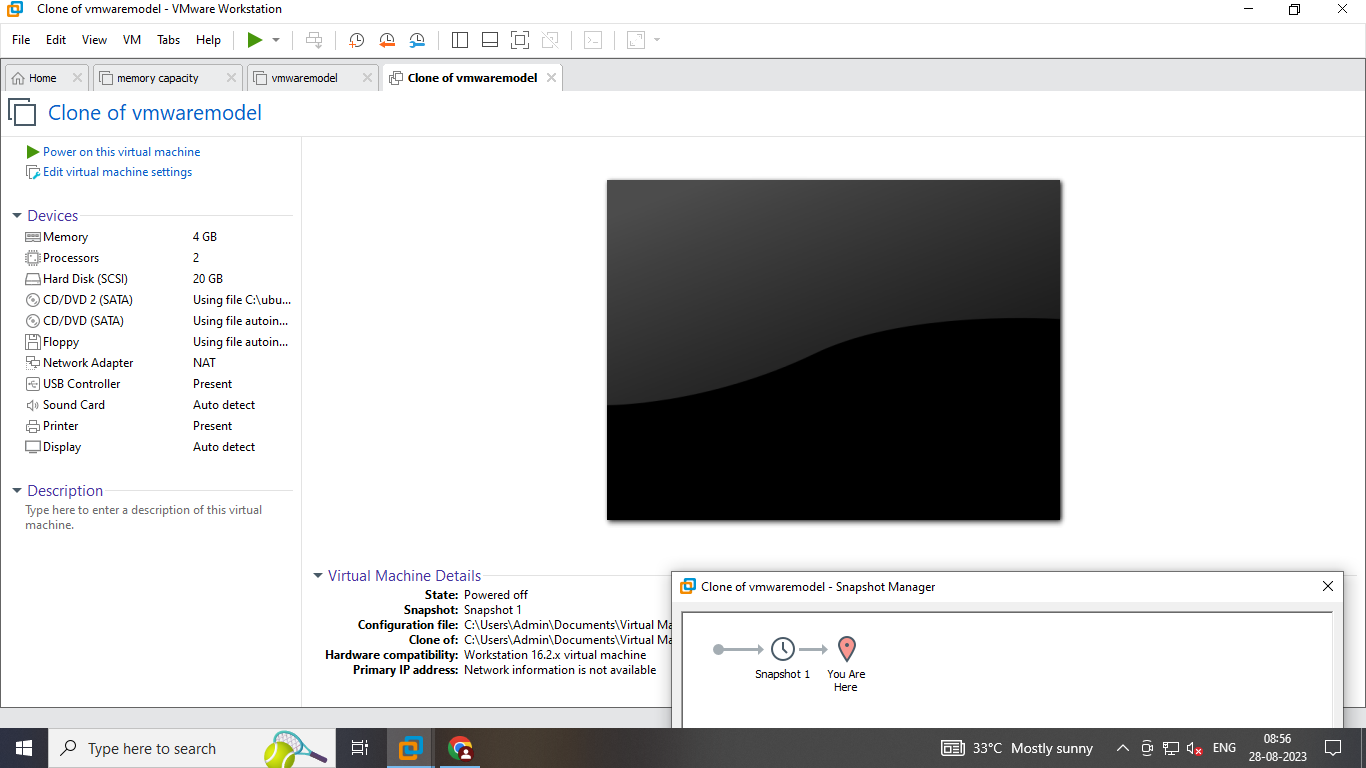 Clone of vmwaremodel - VMware Workstation
File Edit View VM Tabs Help
Home memory capacity vmwaremodel Clone of vmwaremodel
Clone of vmwaremodel
Power on this virtual machine
Edit virtual machine settings
Devices
Memory 4 GB
Processors 2
Hard Disk (SCSI) 20 GB
CD/DVD 2 (SATA) Using file C:\ubu...
CD/DVD (SATA) Using file autoin...
Floppy Using file autoin...
Network Adapter NAT
USB Controller Present
Sound Card Auto detect
Printer Present
Display Auto detect
Description
Type here to enter a description of this virtual
machine.
Virtual Machine Details
State: Powered off
Snapshot: Snapshot 1
Configuration file: C:\Users\Admin\Documents\Virtual Ma
Clone of: C:\Users\Admin\Documents\Virtual Ma
Hardware compatibility: Workstation 16.2.x virtual machine
Primary IP address: Network information is not available
Clone of vmwaremodel - Snapshot Manager
Snapshot 1 You Are
Here
Type here to search
33°C Mostly sunny
ENG
08:56
28-08-2023